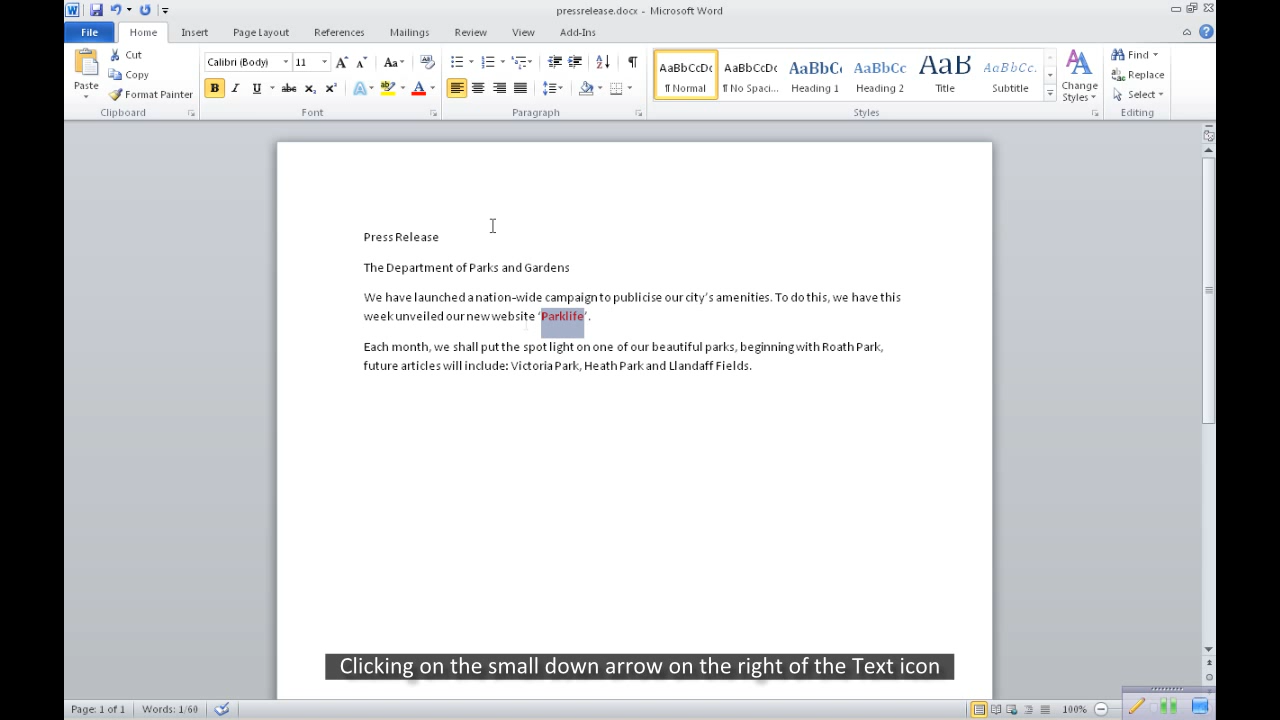 pressrelease.docx - Microsoft Word
File Home Insert Page Layout References Mailings Review View Add-Ins
Paste
Cut
Copy
Format Painter
Clipboard
Calibri (Body) 11
Font
Paragraph
AaBbCcDc AaBbCcDc AaBbC AaBbCc AaB AaBbCc.
¶ Normal ¶ No Spaci... Heading 1 Heading 2 Title Subtitle
Change
Styles
Styles
Find
Replace
Select
Editing
Press Release
The Department of Parks and Gardens
We have launched a nation-wide campaign to publicise our city’s amenities. To do this, we have this
week unveiled our new website ‘Parklife’.
Each month, we shall put the spot light on one of our beautiful parks, beginning with Roath Park,
future articles will include: Victoria Park, Heath Park and Llandaff Fields.
Clicking on the small down arrow on the right of the Text icon
Page: 1 of 1 Words: 1/60 100%